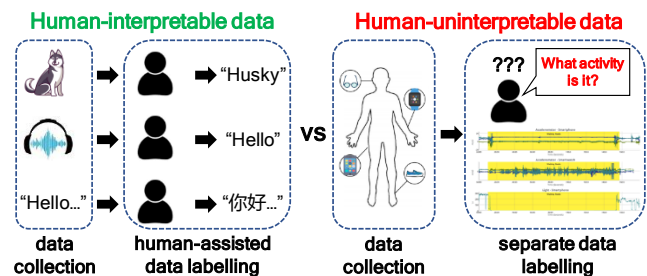 Human-interpretable data
Human-uninterpretable data
“Husky”
“Hello”
“Hello...”
“你好...”
VS
???
What activity
is it?
data
collection
human-assisted
data labelling
data
collection
separate data
labelling